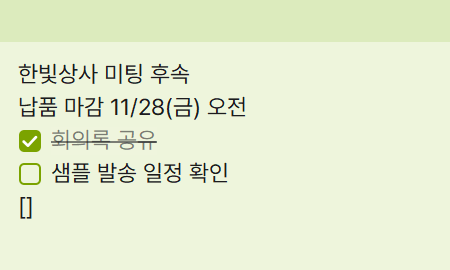 한빛상사 미팅 후속
납품 마감 11/28(금) 오전
회의록 공유
샘플 발송 일정 확인
[]